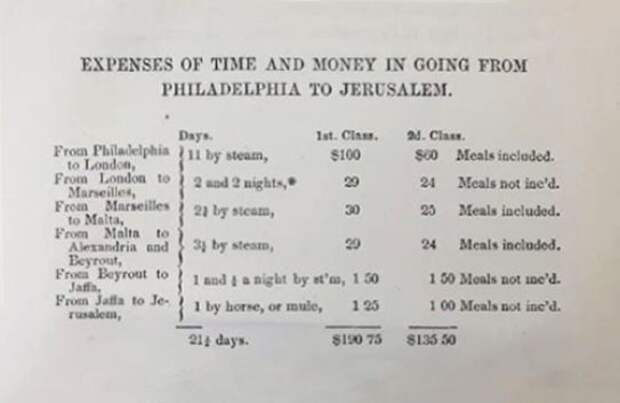 EXPENSES OF TIME AND MONEY IN GOING FROM
PHILADELPHIA TO JERUSALEM.
Days. 1st. Class. 2d. Class.
From Philadelphia
to London, } 11 by steam, $100 $60 Meals included.
From London to
Marseilles, } 2 and 2 nights,* 29 24 Meals not inc'd.
From Marseilles
to Malta, } 2½ by steam, 30 25 Meals included.
From Malta to
Alexandria and } 3½ by steam, 29 24 Meals included.
Beyrout,
From Beyrout to
Jaffa, } 1 and ½ a night by st'm, 1 50 1 50 Meals not inc'd.
From Jaffa to Je-
rusalem, } 1 by horse, or mule, 1 25 1 00 Meals not inc'd.
21½ days. $190 75 $135 50